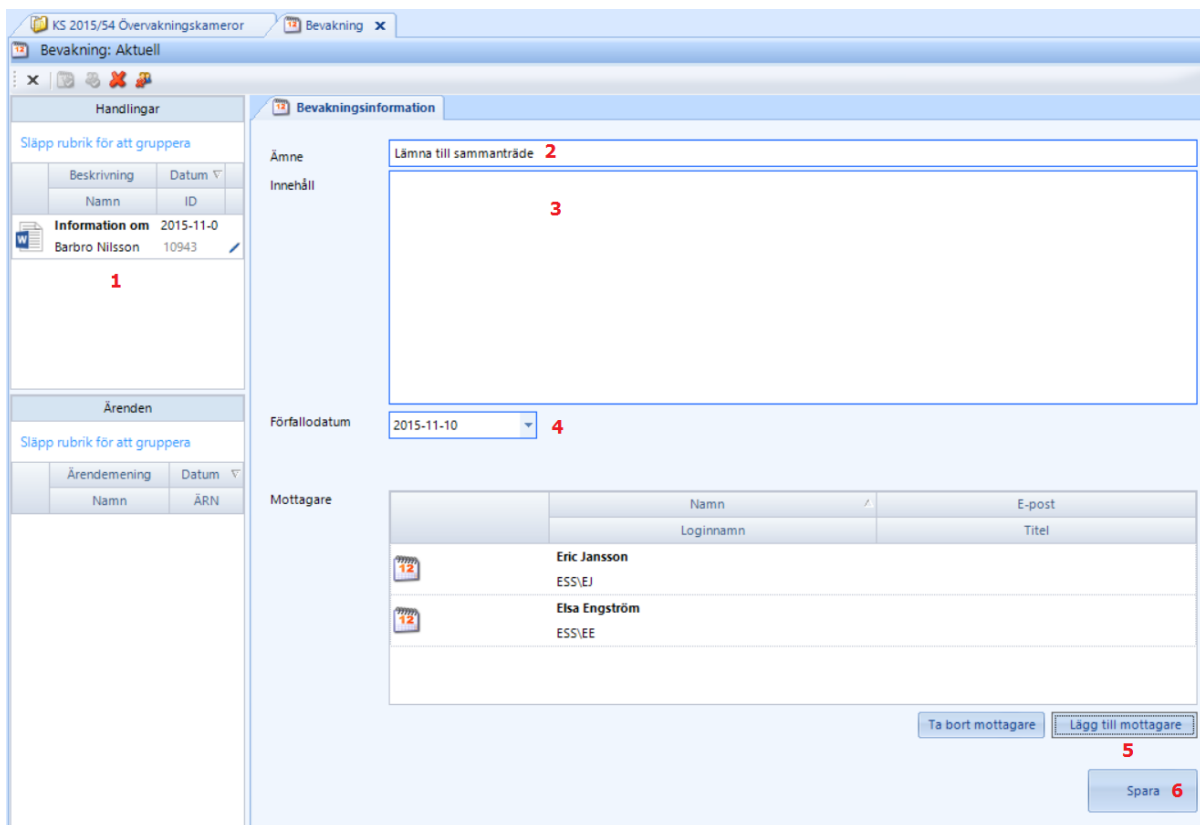 KS 2015/54 Övervakningskameror Bevakning
Bevakning: Aktuell
Handlingar
Släpp rubrik för att gruppera
Beskrivning Datum
Namn ID
Information om 2015-11-0
Barbro Nilsson 10943
1
Ärenden
Släpp rubrik för att gruppera
Ärendemening Datum
Namn ÄRN
Bevakningsinformation
Ämne Lämna till sammanträde 2
Innehåll
3
Förfallodatum 2015-11-10 4
Mottagare
Namn E-post
Loginnamn Titel
Eric Jansson
ESS\EJ
Elsa Engström
ESS\EE
Ta bort mottagare Lägg till mottagare
5
Spara 6